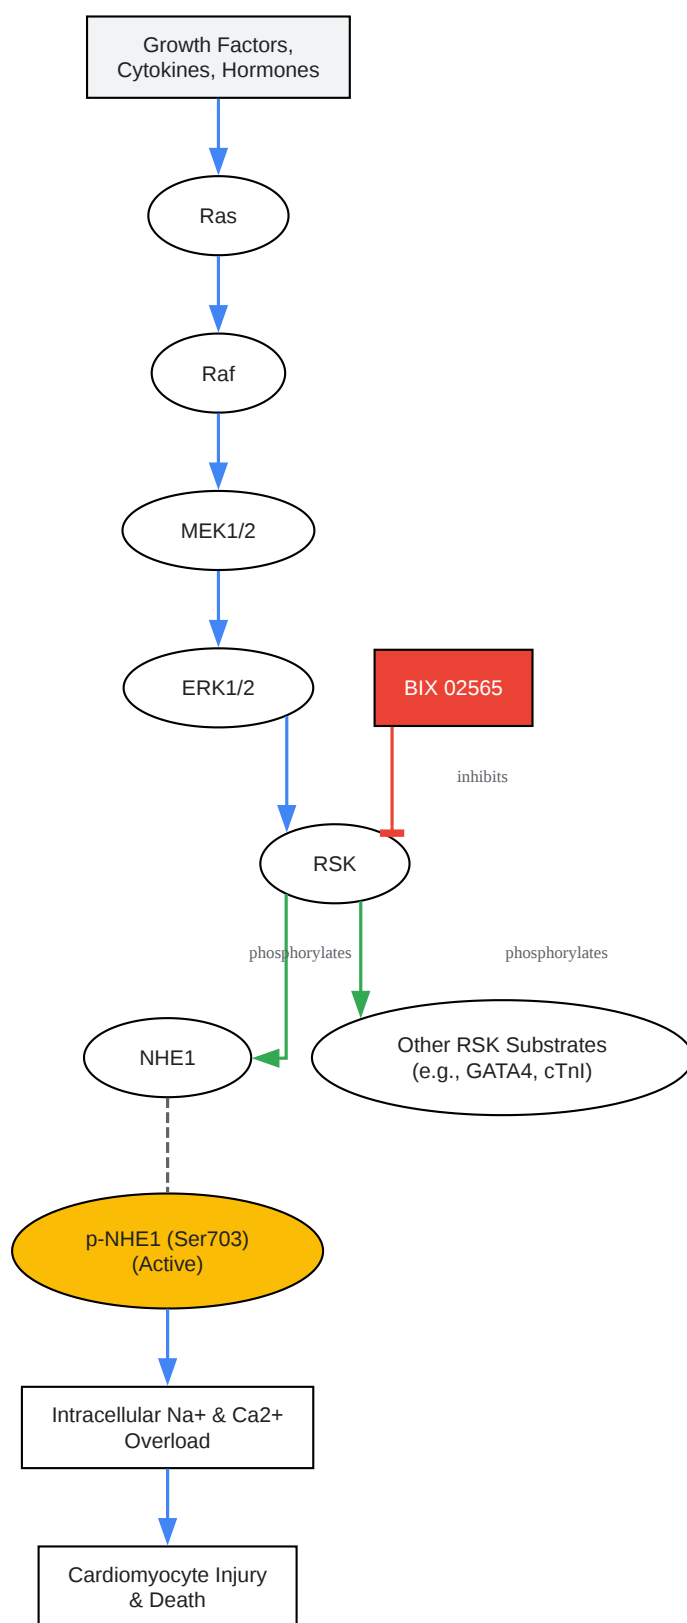 Growth Factors,
Cytokines, Hormones
Ras
Raf
MEK1/2
ERK1/2
BIX 02565
inhibits
RSK
phosphorylates
phosphorylates
NHE1
Other RSK Substrates
(e.g., GATA4, cTnI)
p-NHE1 (Ser703)
(Active)
Intracellular Na+ & Ca2+
Overload
Cardiomyocyte Injury
& Death